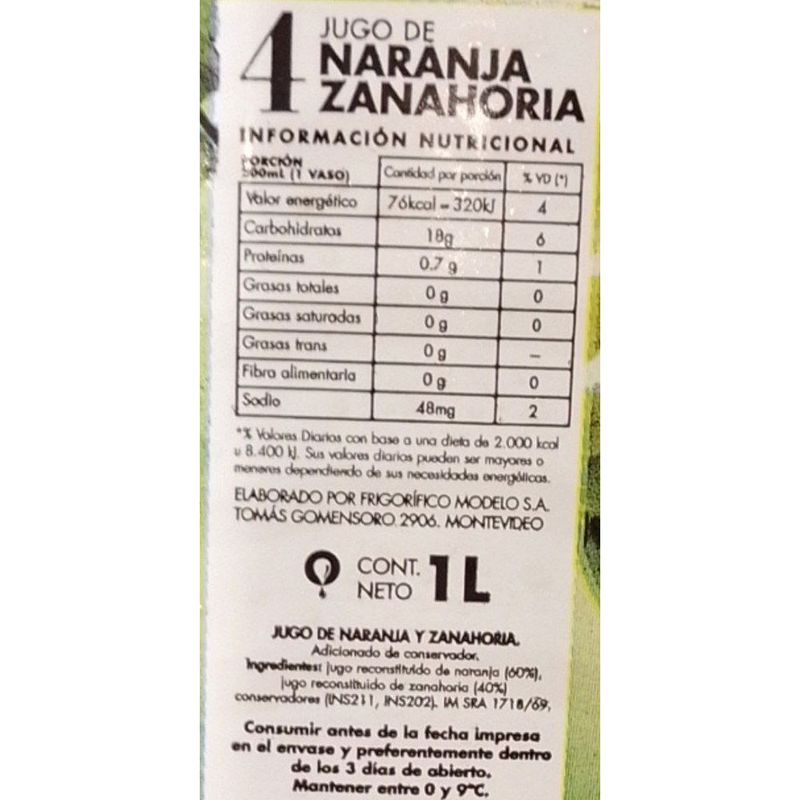 4 JUGO DE
NARANJA
ZANAHORIA
INFORMACIÓN NUTRICIONAL
PORCIÓN
200mL (1 VASO) Cantidad por porción % VD (*)
Valor energético 76kcal = 320kJ 4
Carbohidratos 18g 6
Proteínas 0.7 g 1
Grasas totales 0 g 0
Grasas saturadas 0 g 0
Grasas trans 0 g –
Fibra alimentaria 0 g 0
Sodio 48mg 2
*% Valores Diarios con base a una dieta de 2.000 kcal
u 8.400 kJ. Sus valores diarios pueden ser mayores o
menores dependiendo de sus necesidades energéticas.
ELABORADO POR FRIGORÍFICO MODELO S.A.
TOMÁS GOMENSORO 2906. MONTEVIDEO
CONT. NETO 1L
JUGO DE NARANJA Y ZANAHORIA.
Adicionado de conservador.
Ingredientes: jugo reconstituido de naranja (60%),
jugo reconstituido de zanahoria (40%)
conservadores (INS211, INS202). IM SRA 1718/69.
Consumir antes de la fecha impresa
en el envase y preferentemente dentro
de los 3 días de abierto.
Mantener entre 0 y 9°C.